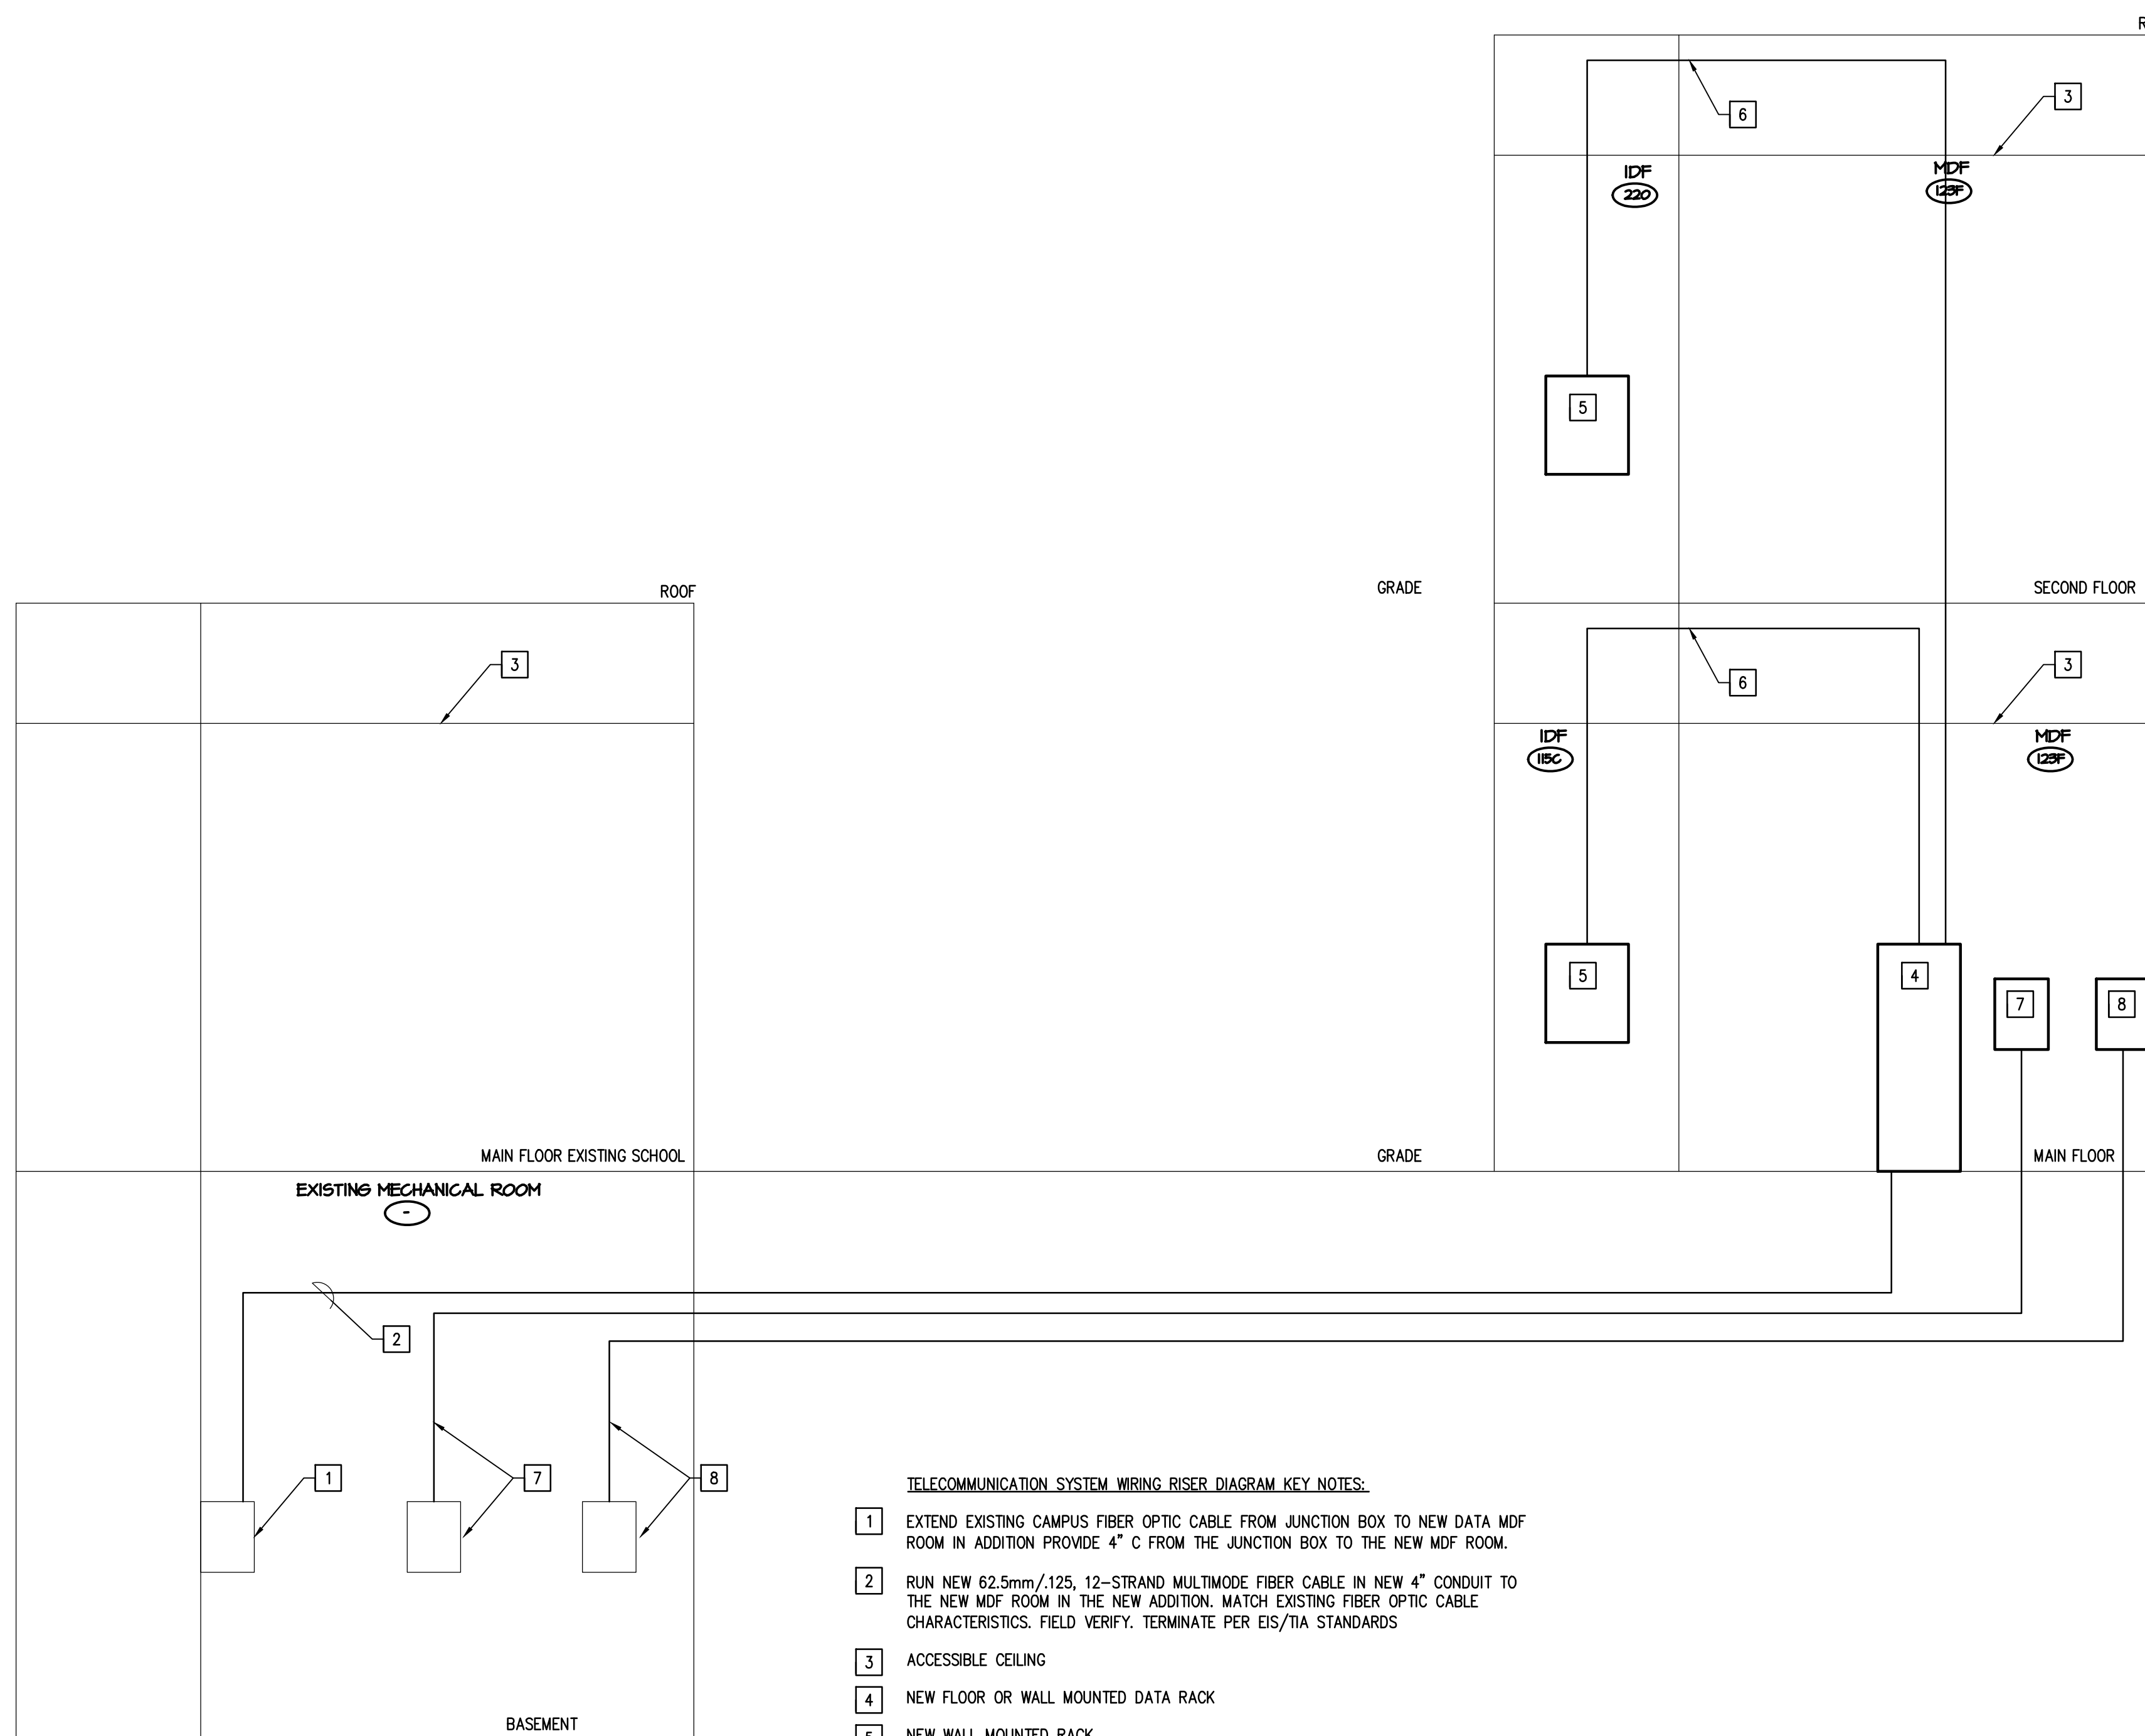 R
6
3
IDF
220
MDF
123F
5
ROOF
GRADE
SECOND FLOOR
3
6
3
IDF
115C
MDF
123F
5
4
7
8
MAIN FLOOR EXISTING SCHOOL
GRADE
MAIN FLOOR
EXISTING MECHANICAL ROOM
-
2
1
7
8
TELECOMMUNICATION SYSTEM WIRING RISER DIAGRAM KEY NOTES:
1 EXTEND EXISTING CAMPUS FIBER OPTIC CABLE FROM JUNCTION BOX TO NEW DATA MDF
ROOM IN ADDITION PROVIDE 4" C FROM THE JUNCTION BOX TO THE NEW MDF ROOM.
2 RUN NEW 62.5mm/.125, 12-STRAND MULTIMODE FIBER CABLE IN NEW 4" CONDUIT TO
THE NEW MDF ROOM IN THE NEW ADDITION. MATCH EXISTING FIBER OPTIC CABLE
CHARACTERISTICS. FIELD VERIFY. TERMINATE PER EIS/TIA STANDARDS
3 ACCESSIBLE CEILING
4 NEW FLOOR OR WALL MOUNTED DATA RACK
BASEMENT
5 NEW WALL MOUNTED RACK